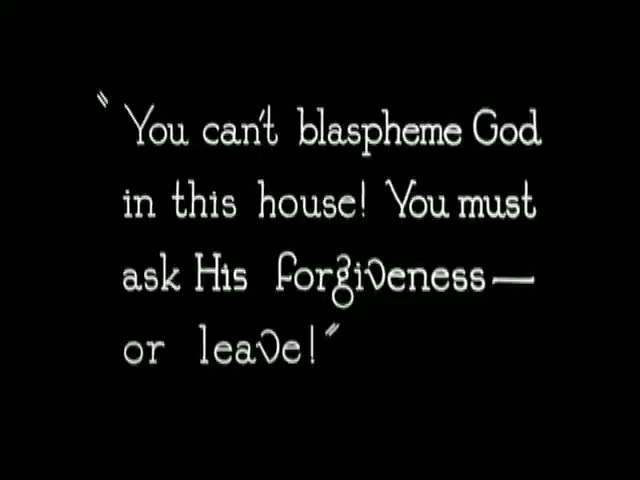 "You can't blaspheme God
in this house! You must
ask His forgiveness—
or leave!"